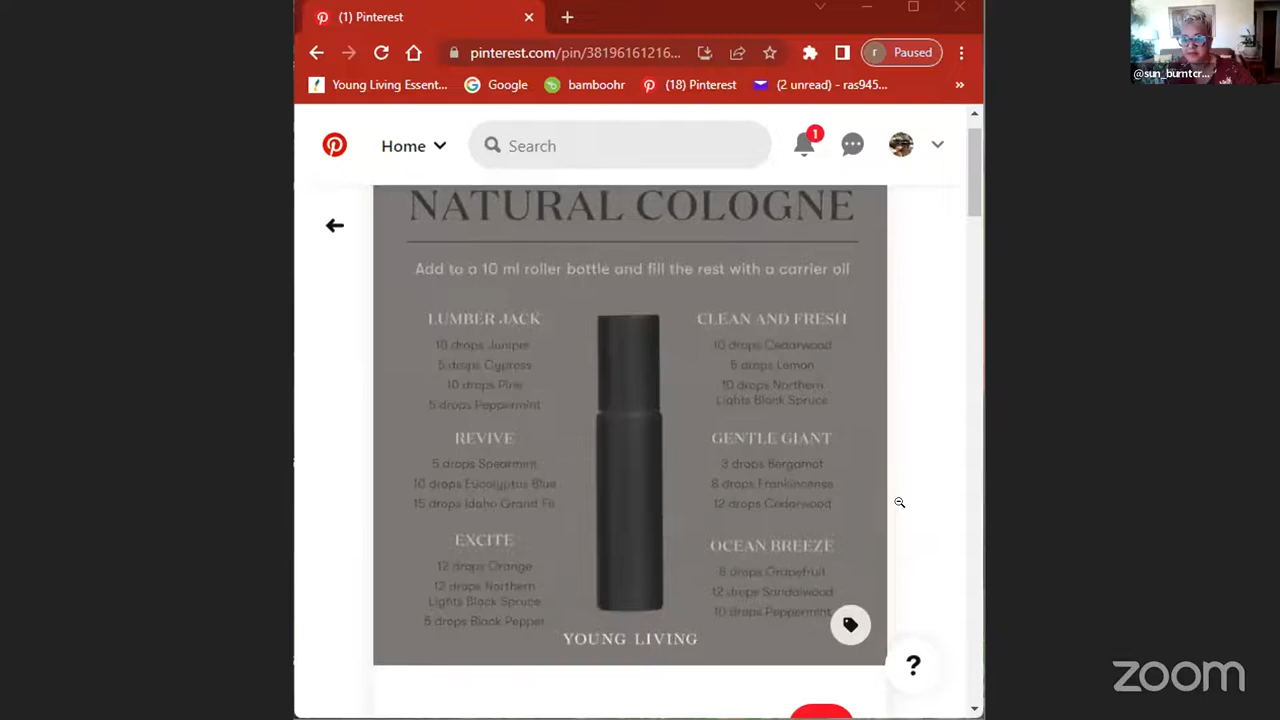 (1) Pinterest
pinterest.com/pin/38196161216...
Paused
Young Living Essent...
Google
bamboohr
(18) Pinterest
(2 unread) - ras945...
@sun_burntcr...
Home
Search
1
NATURAL COLOGNE
Add to a 10 ml roller bottle and fill the rest with a carrier oil
LUMBER JACK
10 drops Juniper
5 drops Cypress
10 drops Pine
5 drops Peppermint
REVIVE
5 drops Spearmint
10 drops Eucalyptus Blue
15 drops Idaho Grand Fir
EXCITE
12 drops Orange
12 drops Northern
Lights Black Spruce
5 drops Black Pepper
CLEAN AND FRESH
10 drops Cedarwood
5 drops Lemon
10 drops Northern
Lights Black Spruce
GENTLE GIANT
3 drops Bergamot
8 drops Frankincense
12 drops Cedarwood
OCEAN BREEZE
8 drops Grapefruit
12 drops Sandalwood
10 drops Peppermint
YOUNG LIVING
?
zoom